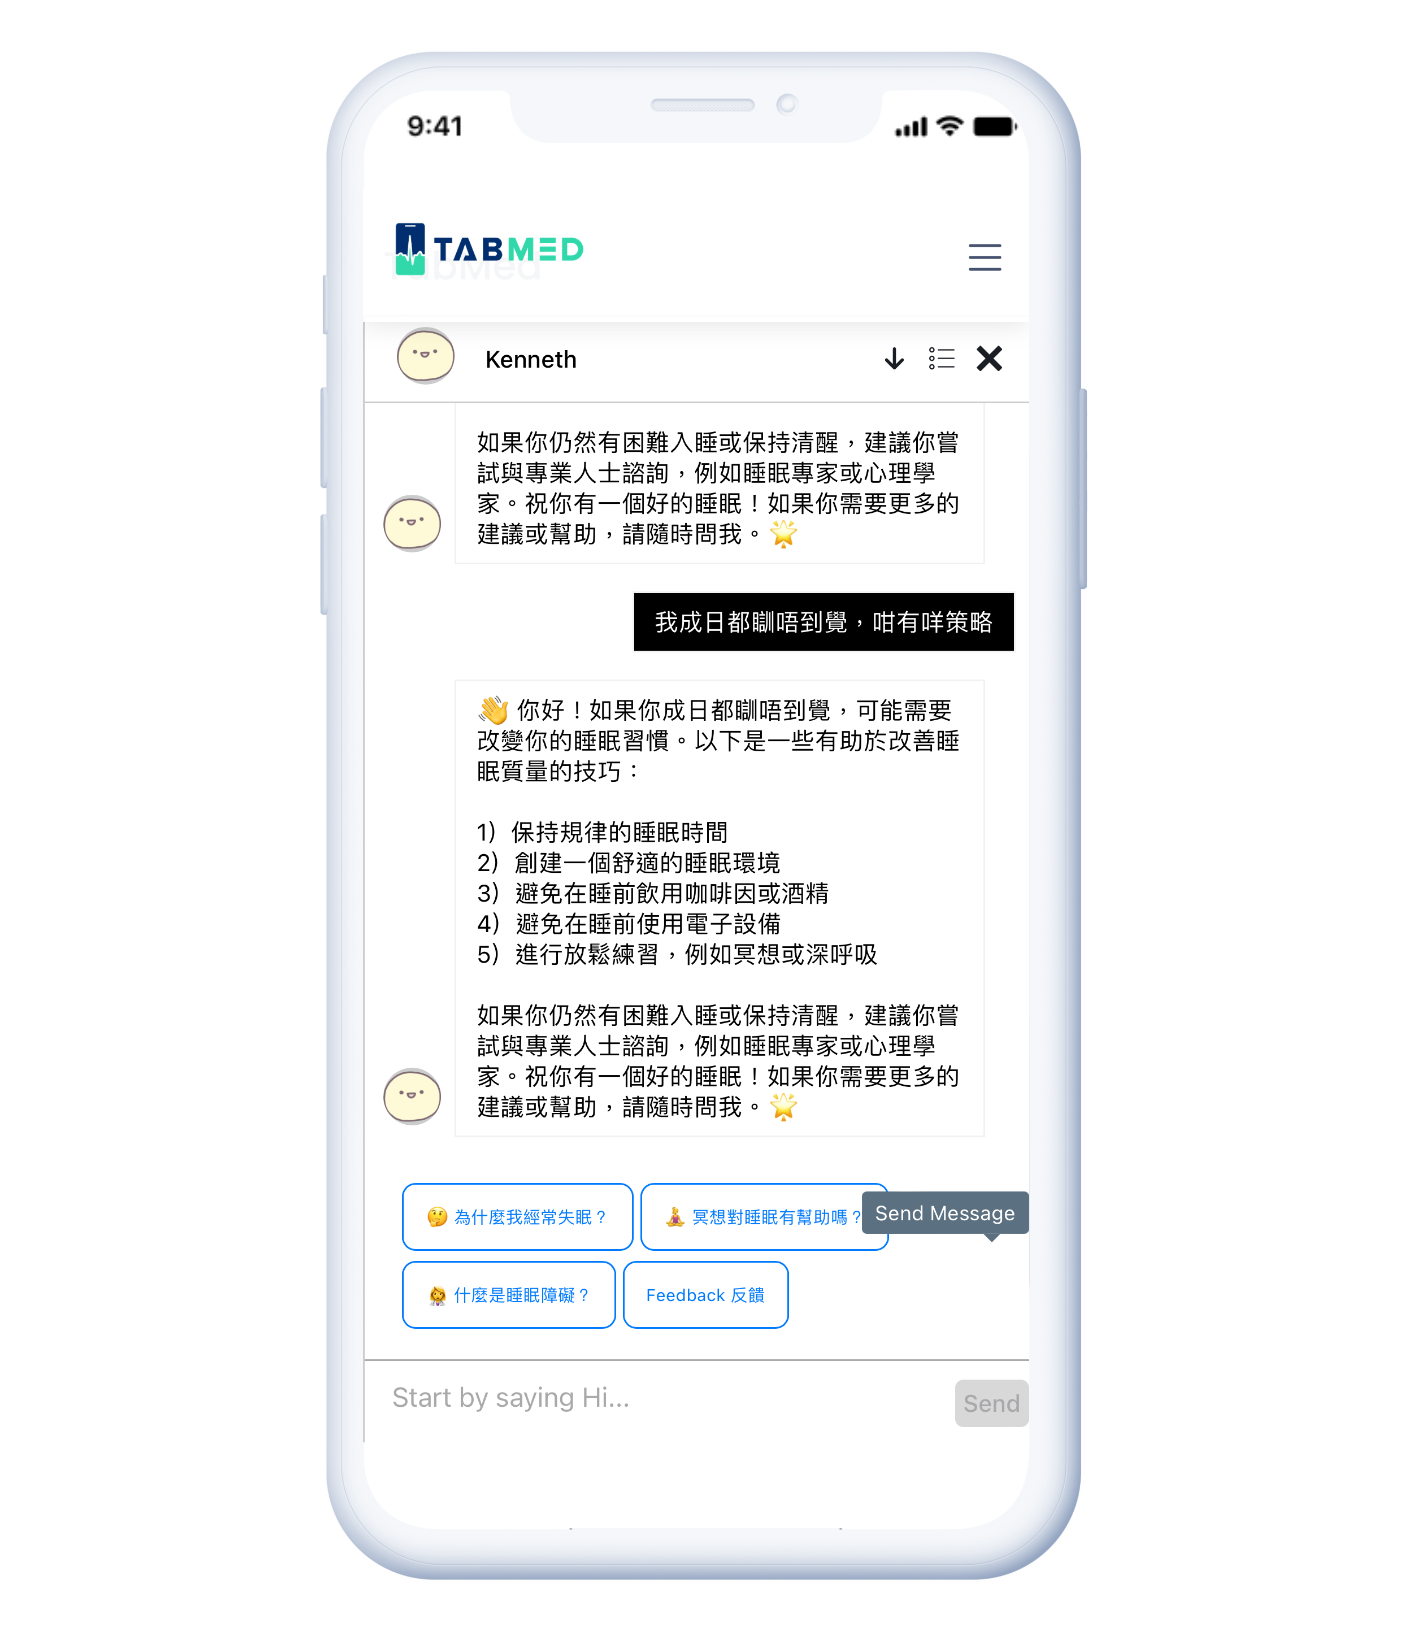 9:41
TABMED
TabMed
Kenneth
如果你仍然有困難入睡或保持清醒，建議你嘗
試與專業人士諮詢，例如睡眠專家或心理學
家。祝你有一個好的睡眠！如果你需要更多的
建議或幫助，請隨時問我。🌟
我成日都瞓唔到覺，咁有咩策略
👋 你好！如果你成日都瞓唔到覺，可能需要
改變你的睡眠習慣。以下是一些有助於改善睡
眠質量的技巧：
1）保持規律的睡眠時間
2）創建一個舒適的睡眠環境
3）避免在睡前飲用咖啡因或酒精
4）避免在睡前使用電子設備
5）進行放鬆練習，例如冥想或深呼吸
如果你仍然有困難入睡或保持清醒，建議你嘗
試與專業人士諮詢，例如睡眠專家或心理學
家。祝你有一個好的睡眠！如果你需要更多的
建議或幫助，請隨時問我。🌟
🤔 為什麼我經常失眠？
🧘 冥想對睡眠有幫助嗎？
Send Message
👩‍⚕️ 什麼是睡眠障礙？
Feedback 反饋
Start by saying Hi...
Send